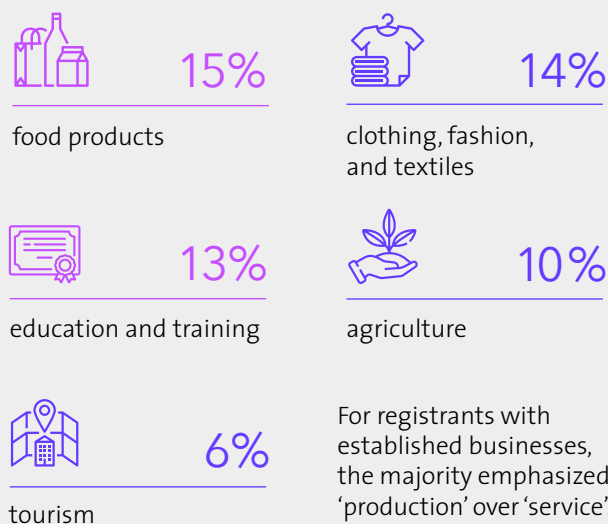 15%
food products
14%
clothing, fashion,
and textiles
13%
education and training
10%
agriculture
6%
tourism
For registrants with
established businesses,
the majority emphasized
‘production’ over ‘service’